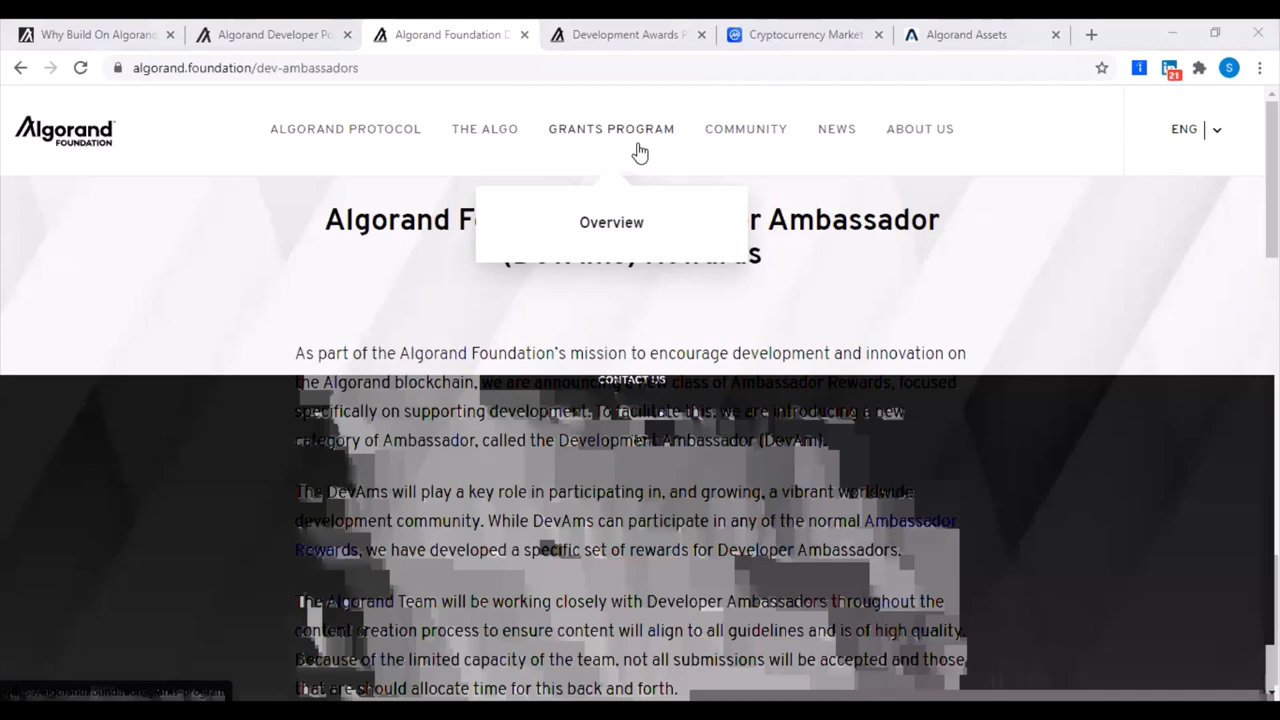 Why Build On Algorand
Algorand Developer Po
Algorand Foundation D
Development Awards P
Cryptocurrency Market
Algorand Assets
algorand.foundation/dev-ambassadors
21
S
Algorand
FOUNDATION
ALGORAND PROTOCOL
THE ALGO
GRANTS PROGRAM
COMMUNITY
NEWS
ABOUT US
ENG
Overview
Algorand F r Ambassador
As part of the Algorand Foundation's mission to encourage development and innovation on
CONTACT US
the Algorand blockchain, we are announcing a new class of Ambassador Rewards, focused
specifically on supporting development. To facilitate this, we are introducing a new
category of Ambassador, called the Development Ambassador (DevAm).
The DevAms will play a key role in participating in, and growing, a vibrant worldwide
development community. While DevAms can participate in any of the normal Ambassador
Rewards, we have developed a specific set of rewards for Developer Ambassadors.
The Algorand Team will be working closely with Developer Ambassadors throughout the
content creation process to ensure content will align to all guidelines and is of high quality.
Because of the limited capacity of the team, not all submissions will be accepted and those
that are should allocate time for this back and forth.